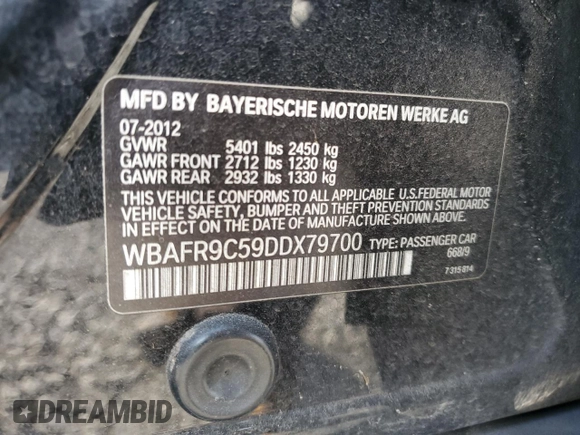 MFD BY BAYERISCHE MOTOREN WERKE AG
07-2012
GVWR 5401 lbs 2450 kg
GAWR FRONT 2712 lbs 1230 kg
GAWR REAR 2932 lbs 1330 kg
THIS VEHICLE CONFORMS TO ALL APPLICABLE U.S.FEDERAL MOTOR
VEHICLE SAFETY, BUMPER AND THEFT PREVENTION STANDARDS
IN EFFECT ON THE DATE OF MANUFACTURE SHOWN ABOVE.
WBAFR9C59DDX79700 TYPE: PASSENGER CAR
668/9
7 315 814
DREAMBID